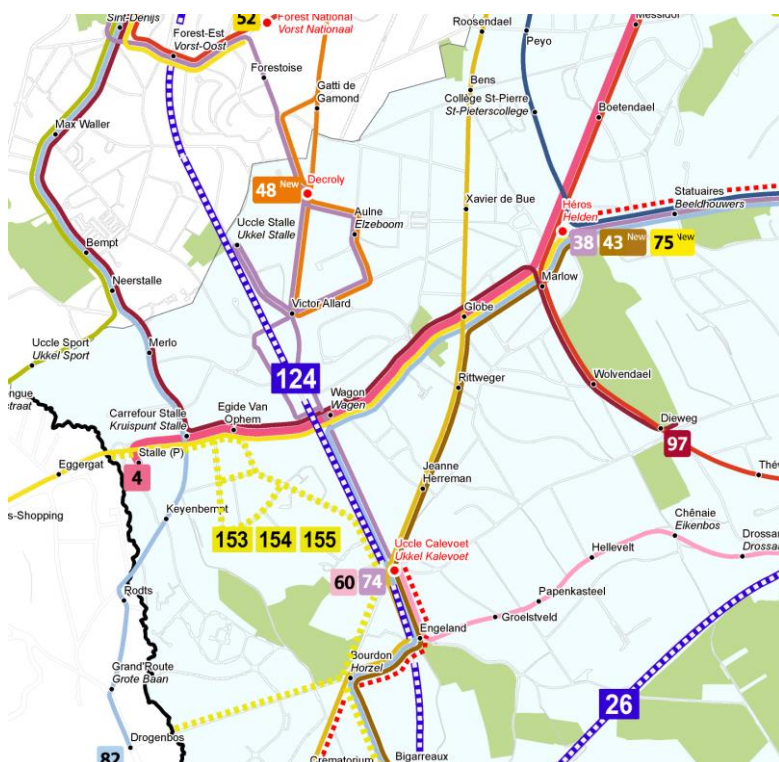 Sint-Denijs
52
Forest National
Vorst Nationaal
Roosendael
Messidor
Forest-Est
Vorst-Oost
Peyo
Forestoise
Gatti de
Gamond
Bens
Collège St-Pierre
St-Pieterscollege
Boetendael
Max Waller
48 New
Decroly
Statuaires
Beeldhouwers
Xavier de Bue
Héros
Helden
Aulne
Elzeboom
Uccle Stalle
Ukkel Stalle
38
43 New
75 New
Bempt
Neerstalle
Marlow
Victor Allard
Globe
Uccle Sport
Ukkel Sport
Merlo
124
Rittweger
Wolvendael
Wagon
Wagen
Egide Van
Ophem
Carrefour Stalle
Kruispunt Stalle
Dieweg
97
Stalle (P)
4
Eggergat
Jeanne
Herreman
Chênaie
Eikenbos
Keyenbempt
153 154 155
Uccle Calevoet
Ukkel Kalevoet
60 74
Hellevelt
Papenkasteel
Groelstveld
Rodts
Engeland
Bourdon
Horzel
Grand'Route
Grote Baan
26
Drogenbos
82
Crematorium
Bigarreaux